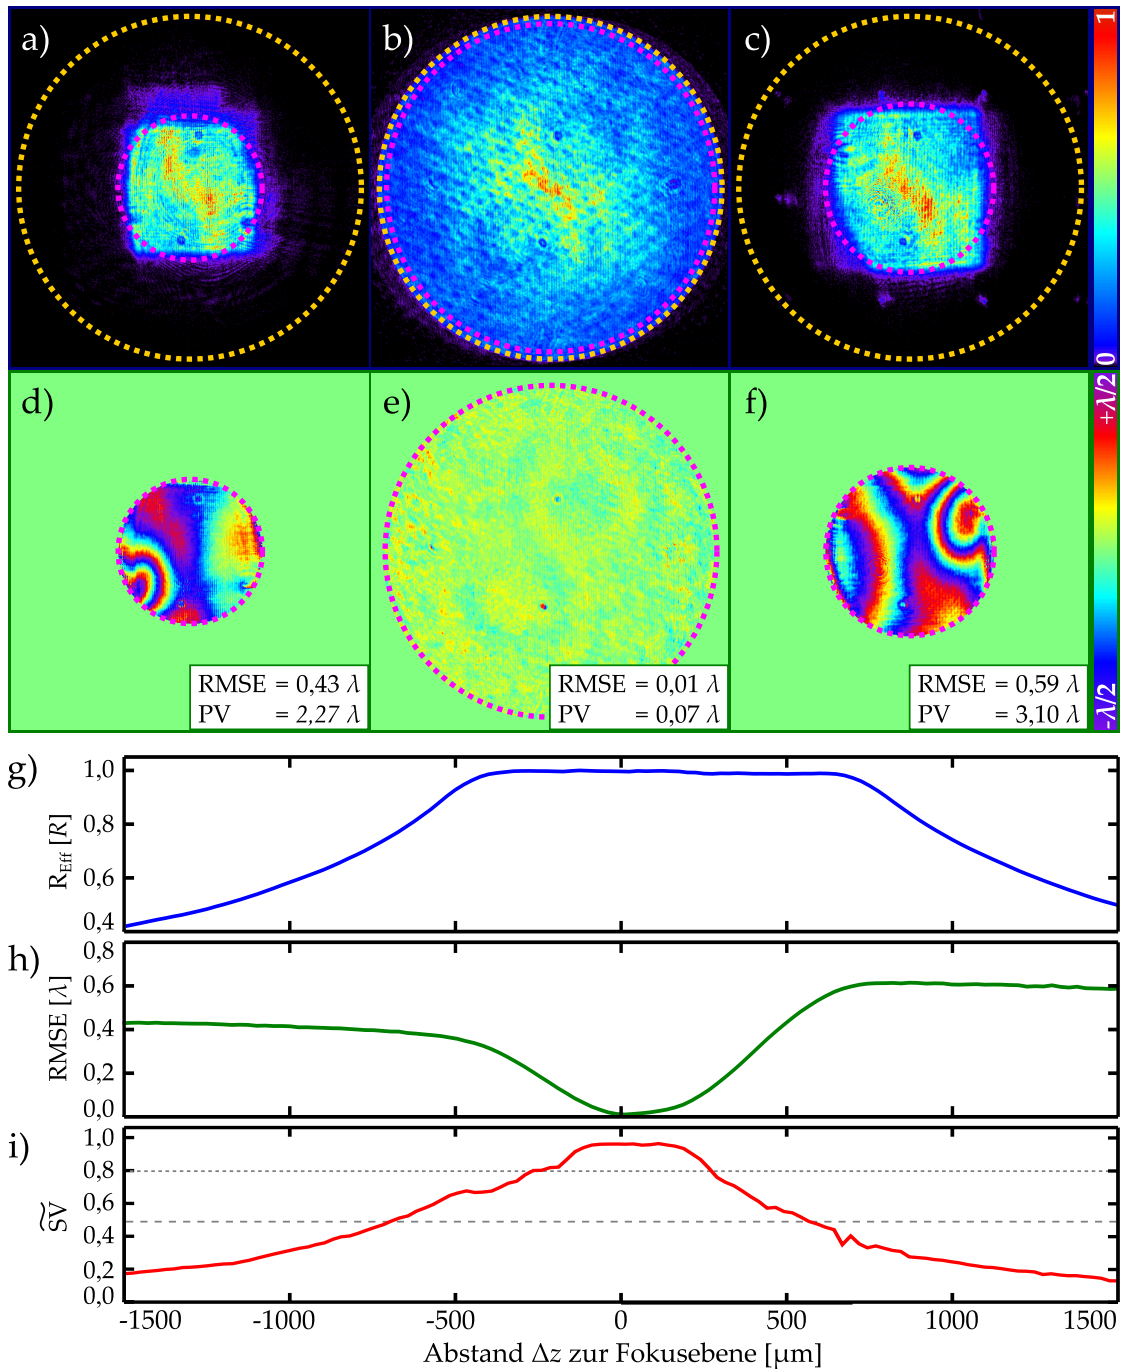 a)
b)
c)
1
0
d)
e)
f)
+λ/2
-λ/2
RMSE = 0,43 λ
PV = 2,27 λ
RMSE = 0,01 λ
PV = 0,07 λ
RMSE = 0,59 λ
PV = 3,10 λ
g)
1,0
0,8
0,6
0,4
R_Eff [R]
h)
0,8
0,6
0,4
0,2
0,0
RMSE [λ]
i)
1,0
0,8
0,6
0,4
0,2
0,0
S̃V
-1500 -1000 -500 0 500 1000 1500
Abstand Δz zur Fokusebene [µm]